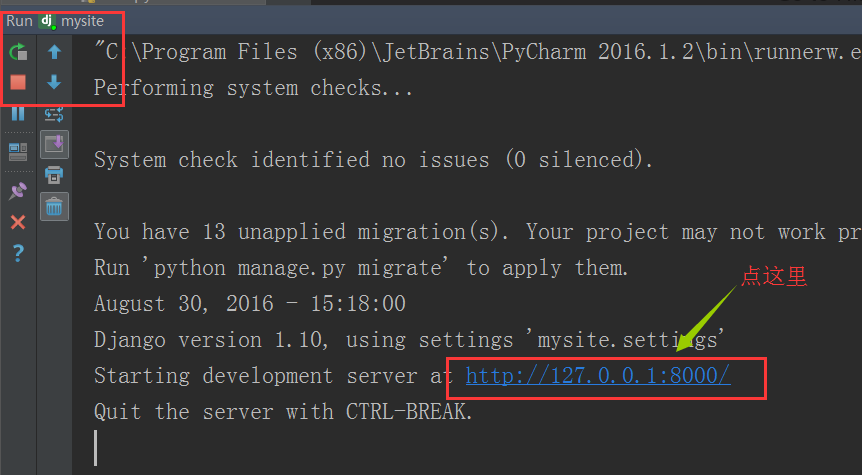 Run dj mysite
"C:\Program Files (x86)\JetBrains\PyCharm 2016.1.2\bin\runnerw.e
Performing system checks...
System check identified no issues (0 silenced).
You have 13 unapplied migration(s). Your project may not work pr
Run 'python manage.py migrate' to apply them.
点这里
August 30, 2016 - 15:18:00
Django version 1.10, using settings 'mysite.settings'
Starting development server at http://127.0.0.1:8000/
Quit the server with CTRL-BREAK.